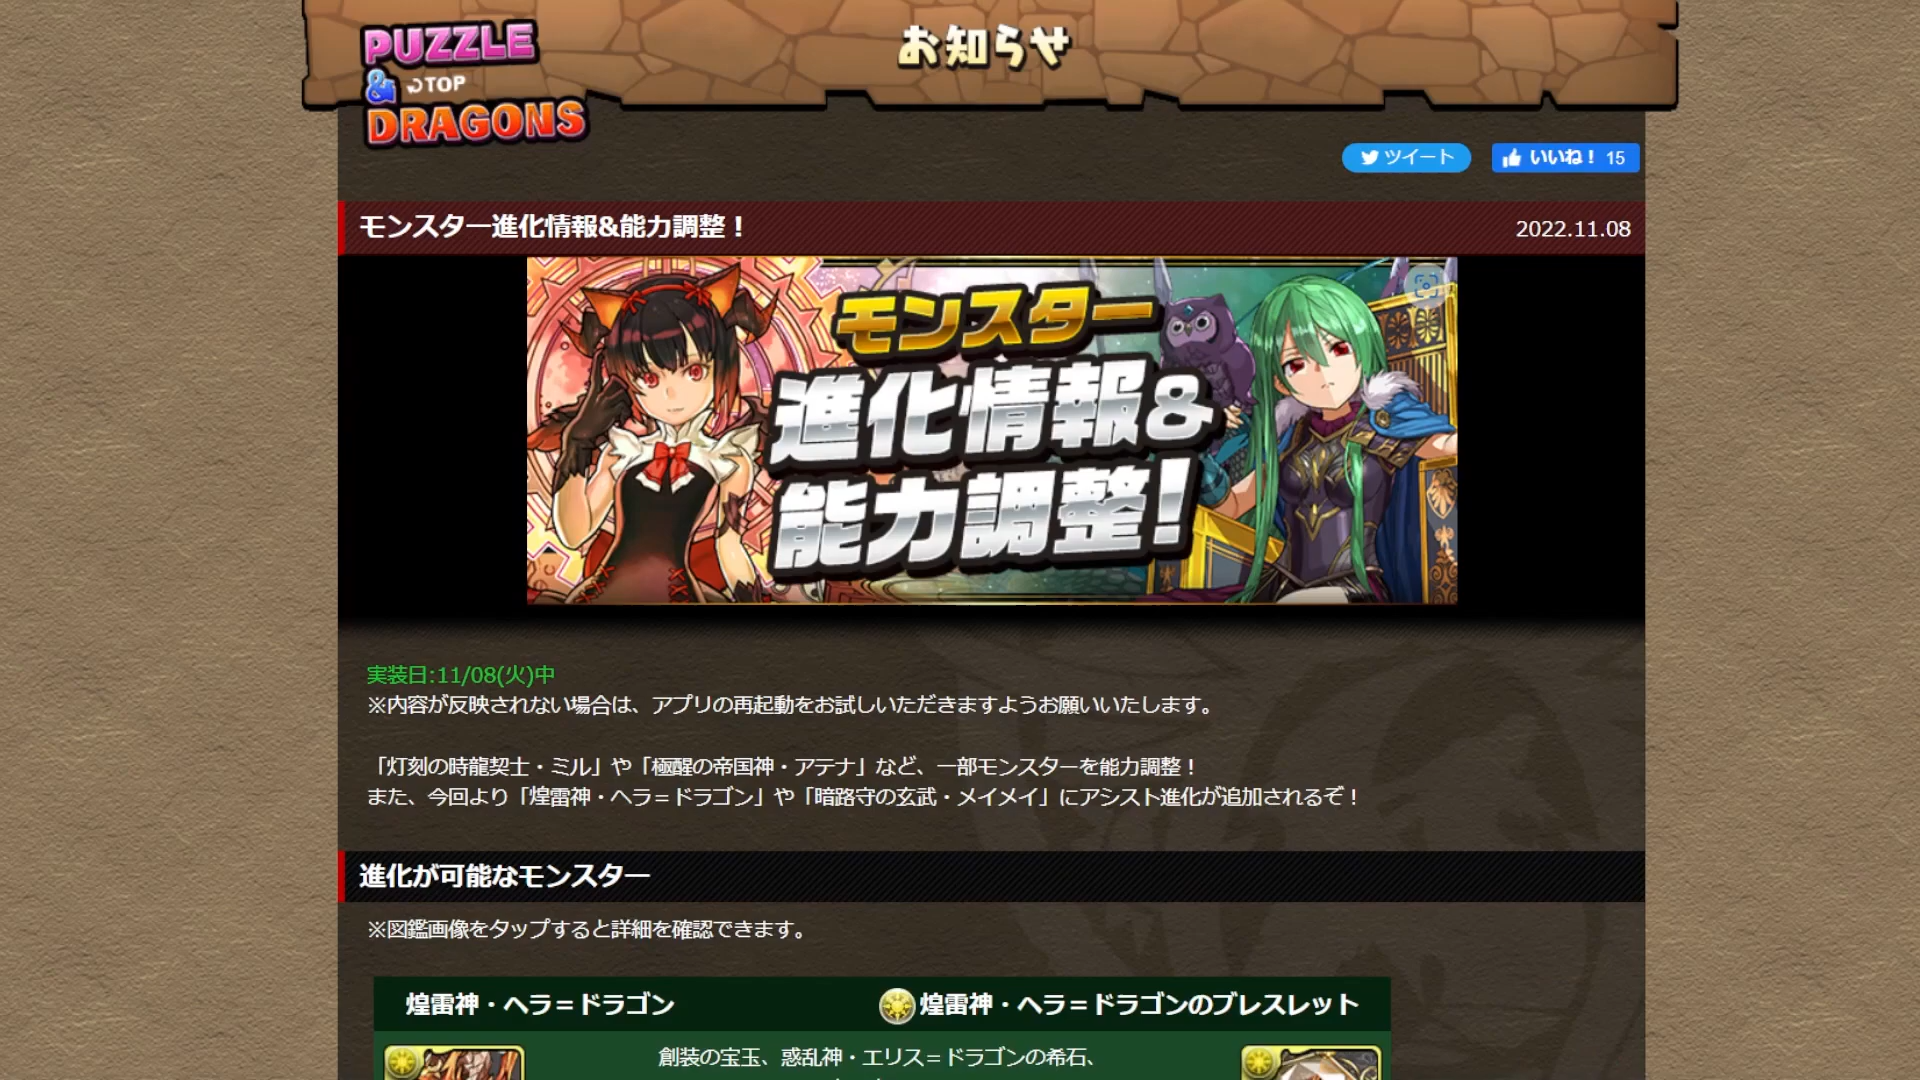 PUZZLE
& TOP
DRAGONS
お知らせ
ツイート
いいね！ 15
モンスター進化情報&能力調整！
2022.11.08
モンスター
進化情報&
能力調整!
実装日:11/08(火)中
※内容が反映されない場合は、アプリの再起動をお試しいただきますようお願いいたします。
「灯刻の時龍契士・ミル」や「極醒の帝国神・アテナ」など、一部モンスターを能力調整！
また、今回より「煌雷神・ヘラ＝ドラゴン」や「暗路守の玄武・メイメイ」にアシスト進化が追加されるぞ！
進化が可能なモンスター
※図鑑画像をタップすると詳細を確認できます。
煌雷神・ヘラ＝ドラゴン
煌雷神・ヘラ＝ドラゴンのブレスレット
創装の宝玉、惑乱神・エリス＝ドラゴンの希石、